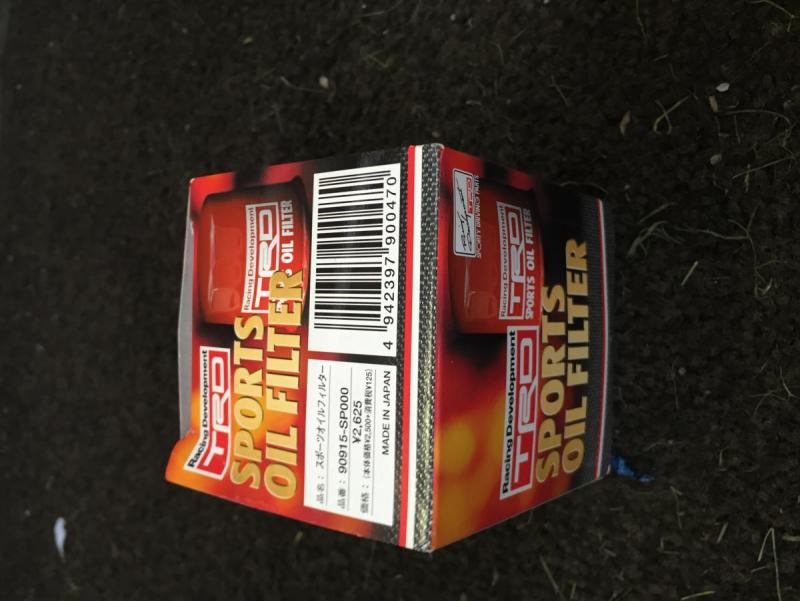 Racing Development
TRD
OIL FILTER
Racing Development
TRD
SPORTS
OIL FILTER
4 942397 900470
品名： スポーツオイルフィルター
品番： 90915-SP000
価格： ¥2,625
(本体価格¥2,500+消費税¥125)
MADE IN JAPAN
TRD
SPORTY DRIVING PARTS
Racing Development
TRD
SPORTS OIL FILTER
Racing Development
TRD
SPORTS
OIL FILTER